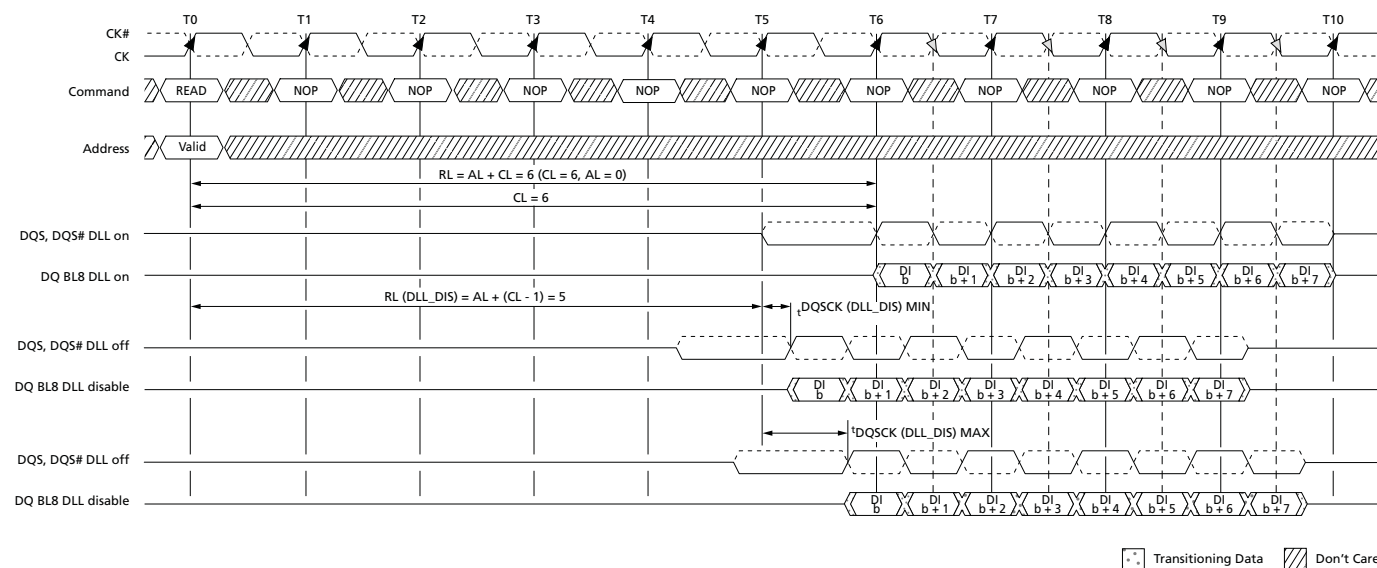 T0 T1 T2 T3 T4 T5 T6 T7 T8 T9 T10
CK#
CK
Command READ NOP NOP NOP NOP NOP NOP NOP NOP NOP NOP
Address Valid
RL = AL + CL = 6 (CL = 6, AL = 0)
CL = 6
DQS, DQS# DLL on
DQ BL8 DLL on DI b DI b + 1 DI b + 2 DI b + 3 DI b + 4 DI b + 5 DI b + 6 DI b + 7
RL (DLL_DIS) = AL + (CL - 1) = 5
tDQSCK (DLL_DIS) MIN
DQS, DQS# DLL off
DQ BL8 DLL disable DI b DI b + 1 DI b + 2 DI b + 3 DI b + 4 DI b + 5 DI b + 6 DI b + 7
tDQSCK (DLL_DIS) MAX
DQS, DQS# DLL off
DQ BL8 DLL disable DI b DI b + 1 DI b + 2 DI b + 3 DI b + 4 DI b + 5 DI b + 6 DI b + 7
Transitioning Data Don't Care